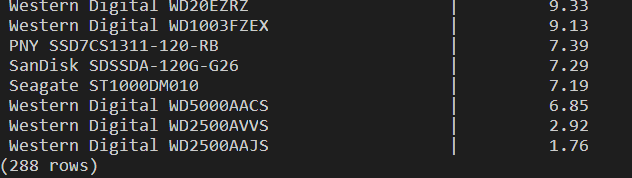 Western Digital WD20EZRZ | 9.33
Western Digital WD1003FZEX | 9.13
PNY SSD7CS1311-120-RB | 7.39
SanDisk SDSSDA-120G-G26 | 7.29
Seagate ST1000DM010 | 7.19
Western Digital WD5000AACS | 6.85
Western Digital WD2500AVVS | 2.92
Western Digital WD2500AAJS | 1.76
(288 rows)